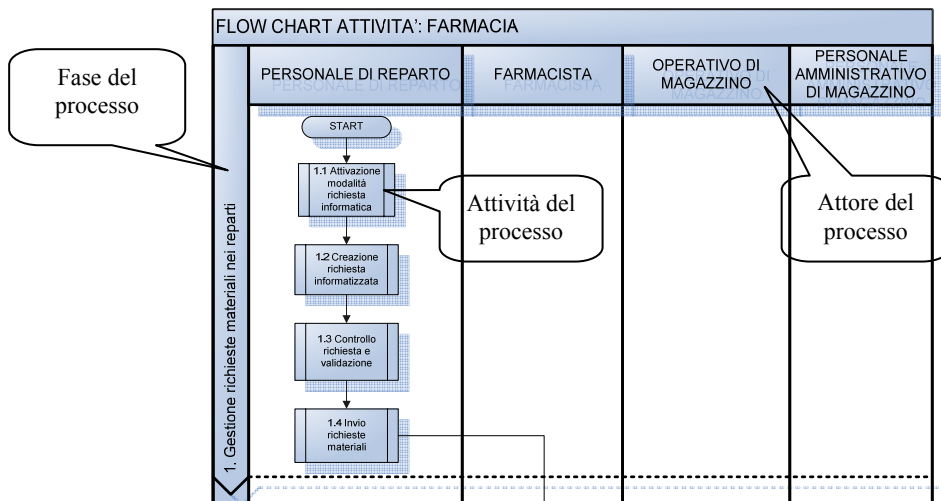 FLOW CHART ATTIVITA': FARMACIA
Fase del
processo
PERSONALE DI REPARTO
FARMACISTA
OPERATIVO DI
MAGAZZINO
PERSONALE
AMMINISTRATIVO
DI MAGAZZINO
START
1.1 Attivazione
modalità
richiesta
informatica
Attività del
processo
Attore del
processo
1.2 Creazione
richiesta
informatizzata
1.3 Controllo
richiesta e
validazione
1.4 Invio
richieste
materiali
1. Gestione richieste materiali nei reparti